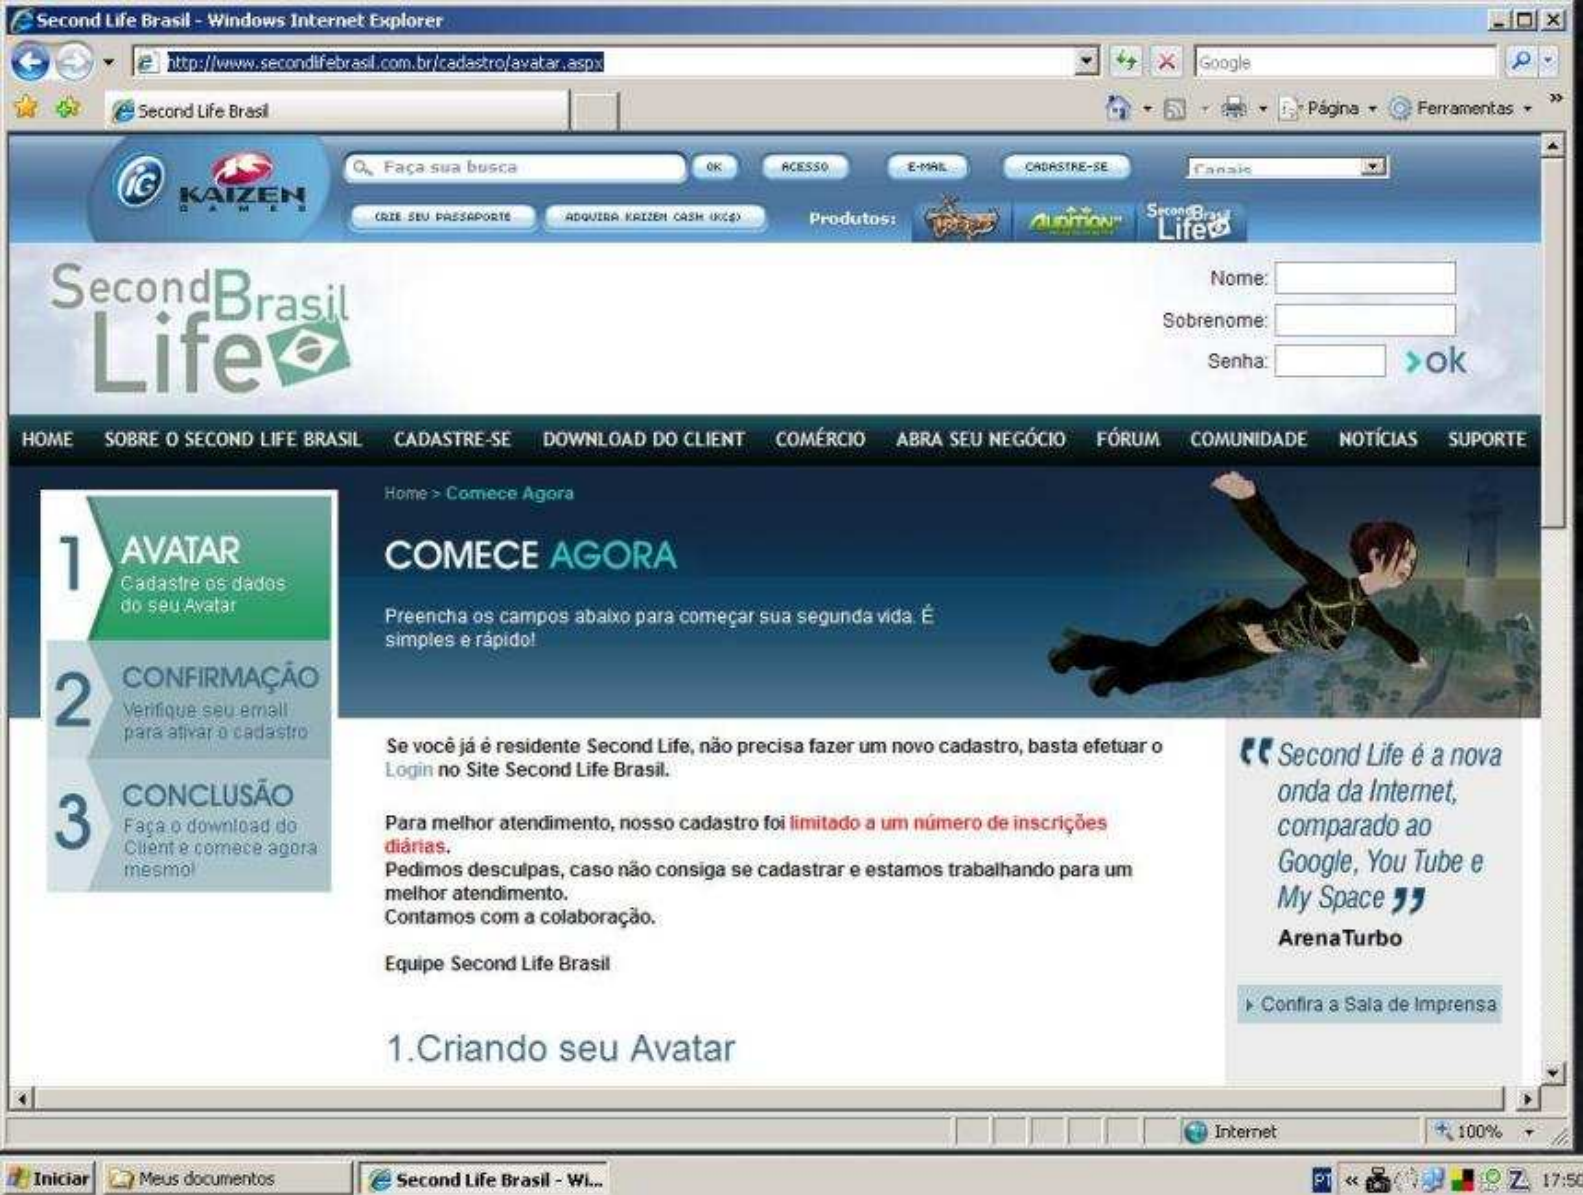 Second Life Brasil - Windows Internet Explorer
http://www.secondlifebrasil.com.br/cadastro/avatar.aspx
Google
Second Life Brasil
Página
Ferramentas
iG
KAIZEN
GAMES
Faça sua busca
OK
ACESSO
E-MAIL
CADASTRE-SE
Canais
CRIE SEU PASSAPORTE
ADQUIRA KAIZEN CASH (KC$)
Produtos:
AUDITION
Second Brasil
Life
Second Brasil
Life
Nome:
Sobrenome:
Senha:
ok
HOME SOBRE O SECOND LIFE BRASIL CADASTRE-SE DOWNLOAD DO CLIENT COMÉRCIO ABRA SEU NEGÓCIO FÓRUM COMUNIDADE NOTÍCIAS SUPORTE
1 AVATAR
Cadastre os dados
do seu Avatar
2 CONFIRMAÇÃO
Verifique seu email
para ativar o cadastro
3 CONCLUSÃO
Faça o download do
Client e comece agora
mesmo!
Home > Comece Agora
COMECE AGORA
Preencha os campos abaixo para começar sua segunda vida. É
simples e rápido!
Se você já é residente Second Life, não precisa fazer um novo cadastro, basta efetuar o
Login no Site Second Life Brasil.
Para melhor atendimento, nosso cadastro foi limitado a um número de inscrições
diárias.
Pedimos desculpas, caso não consiga se cadastrar e estamos trabalhando para um
melhor atendimento.
Contamos com a colaboração.
Equipe Second Life Brasil
1.Criando seu Avatar
Second Life é a nova
onda da Internet,
comparado ao
Google, You Tube e
My Space
ArenaTurbo
Confira a Sala de Imprensa
Internet
100%
Iniciar
Meus documentos
Second Life Brasil - Wi...
PT
«
17:50